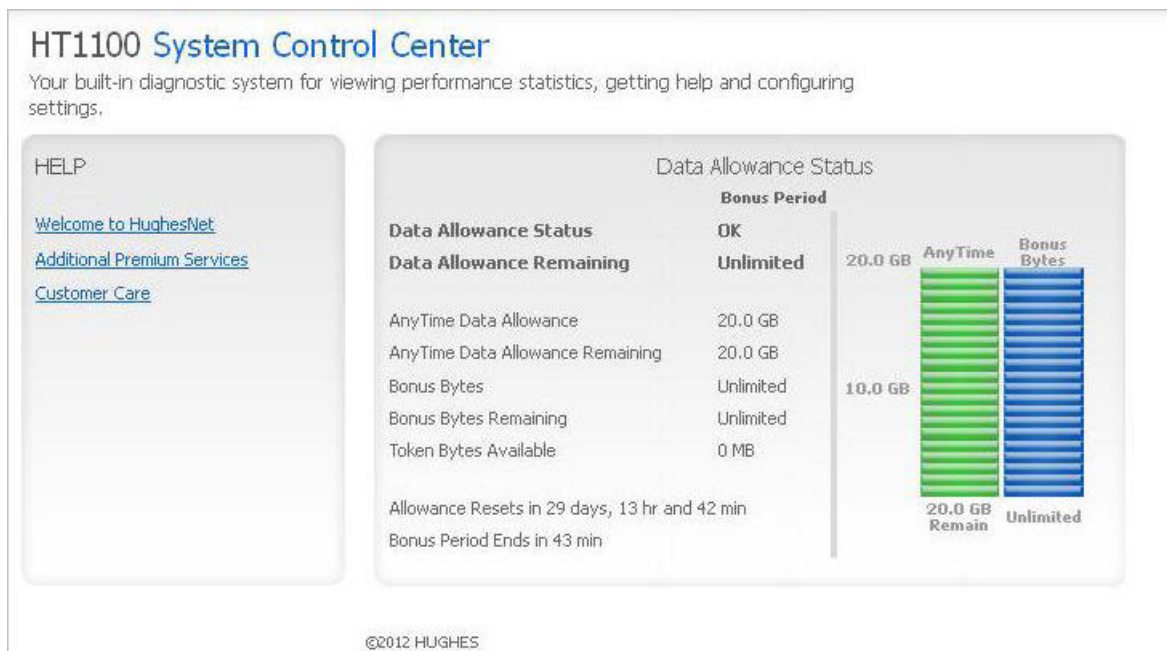 HT1100 System Control Center
Your built-in diagnostic system for viewing performance statistics, getting help and configuring
settings.
HELP
Welcome to HughesNet
Additional Premium Services
Customer Care
Data Allowance Status
Bonus Period
Data Allowance Status OK
Data Allowance Remaining Unlimited
AnyTime Data Allowance 20.0 GB
AnyTime Data Allowance Remaining 20.0 GB
Bonus Bytes Unlimited
Bonus Bytes Remaining Unlimited
Token Bytes Available 0 MB
Allowance Resets in 29 days, 13 hr and 42 min
Bonus Period Ends in 43 min
20.0 GB
10.0 GB
AnyTime
Bonus
Bytes
20.0 GB
Remain
Unlimited
©2012 HUGHES